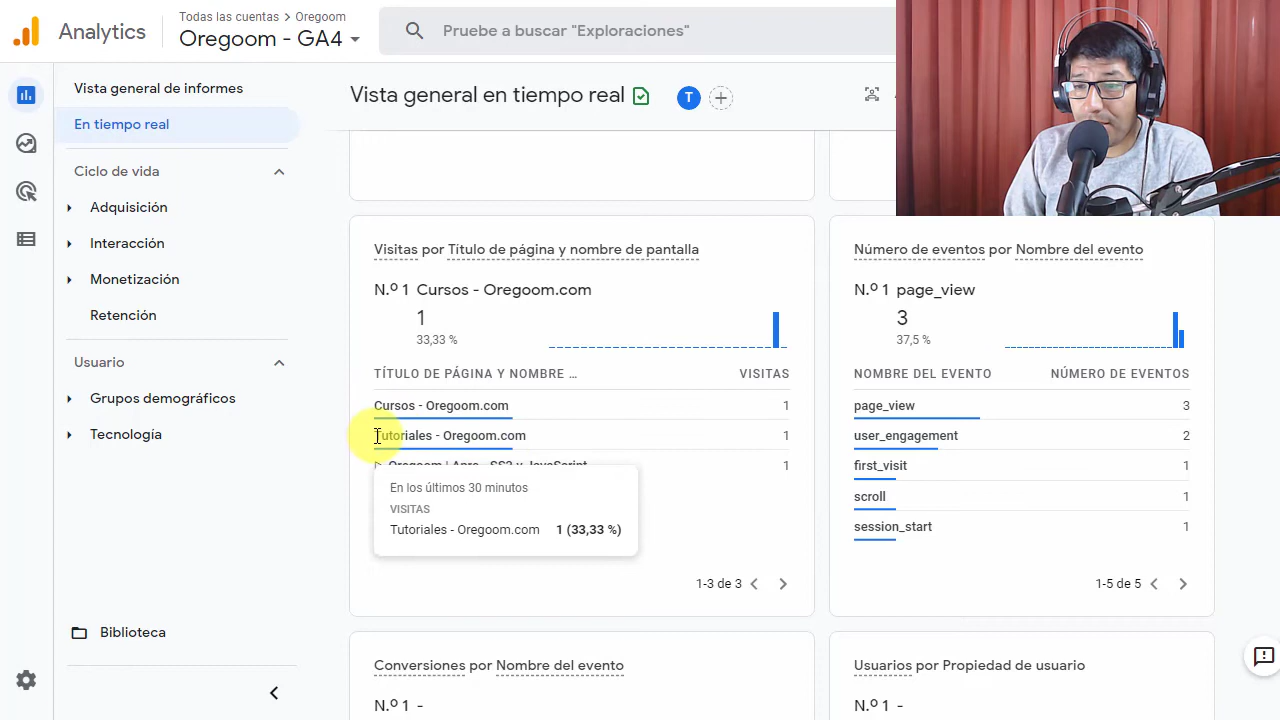 Analytics
Todas las cuentas > Oregoom
Oregoom - GA4
Pruebe a buscar "Exploraciones"
Vista general de informes
En tiempo real
Ciclo de vida
Adquisición
Interacción
Monetización
Retención
Usuario
Grupos demográficos
Tecnología
Biblioteca
Vista general en tiempo real
T
Visitas por Título de página y nombre de pantalla
N.º 1 Cursos - Oregoom.com
1
33,33 %
TÍTULO DE PÁGINA Y NOMBRE ...
VISITAS
Cursos - Oregoom.com
1
Tutoriales - Oregoom.com
1
1
En los últimos 30 minutos
VISITAS
Tutoriales - Oregoom.com 1 (33,33 %)
1-3 de 3
Número de eventos por Nombre del evento
N.º 1 page_view
3
37,5 %
NOMBRE DEL EVENTO
NÚMERO DE EVENTOS
page_view
3
user_engagement
2
first_visit
1
scroll
1
session_start
1
1-5 de 5
Conversiones por Nombre del evento
N.º 1 -
Usuarios por Propiedad de usuario
N.º 1 -